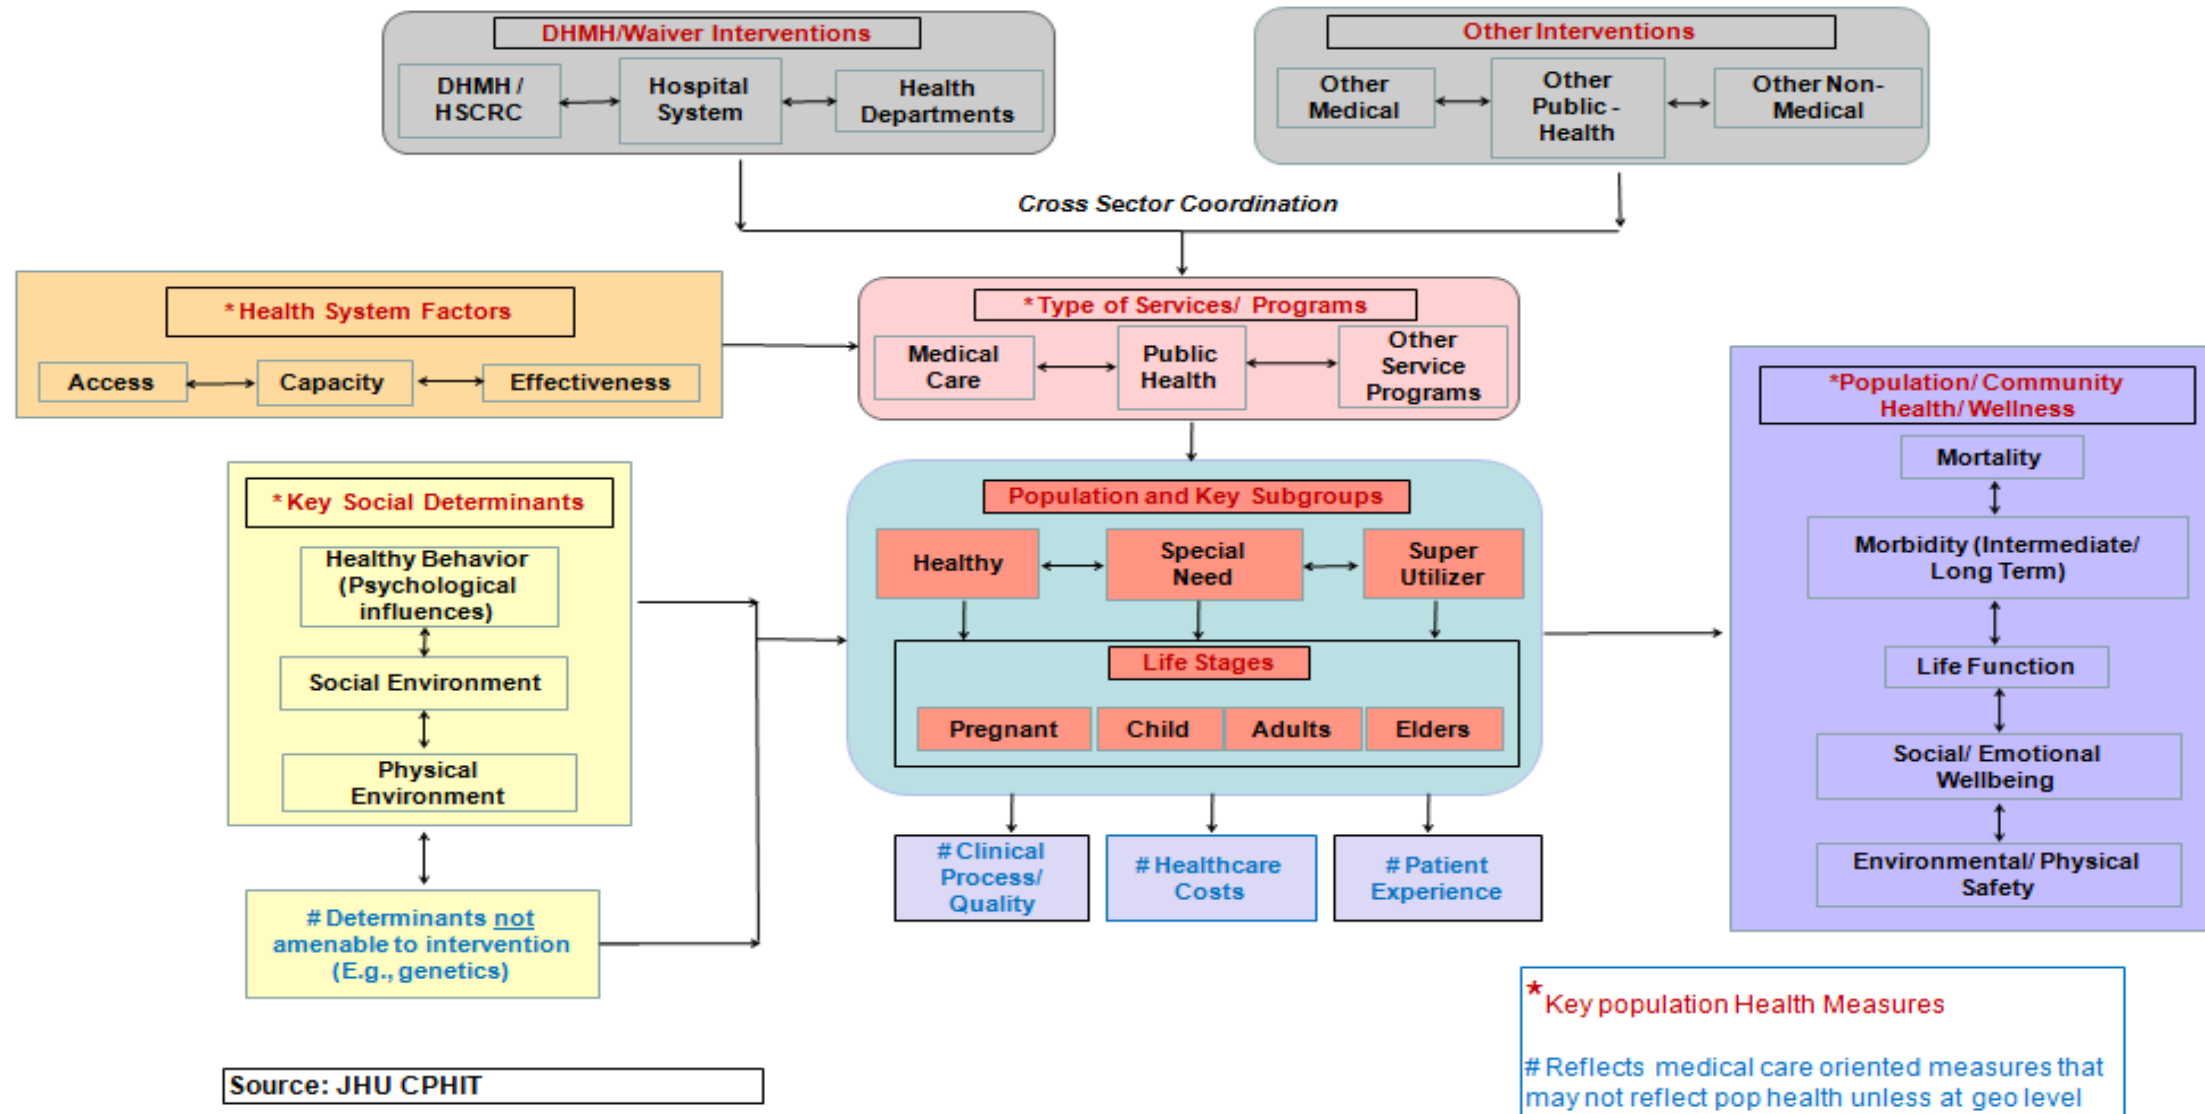 DHMH/Waiver Interventions
DHMH /
HSCRC
Hospital
System
Health
Departments
Other Interventions
Other
Medical
Other
Public -
Health
Other Non-
Medical
Cross Sector Coordination
* Health System Factors
Access
Capacity
Effectiveness
* Type of Services/ Programs
Medical
Care
Public
Health
Other
Service
Programs
* Key Social Determinants
Healthy Behavior
(Psychological
influences)
Social Environment
Physical
Environment
# Determinants not
amenable to intervention
(E.g., genetics)
Population and Key Subgroups
Healthy
Special
Need
Super
Utilizer
Life Stages
Pregnant
Child
Adults
Elders
# Clinical
Process/
Quality
# Healthcare
Costs
# Patient
Experience
*Population/ Community
Health/ Wellness
Mortality
Morbidity (Intermediate/
Long Term)
Life Function
Social/ Emotional
Wellbeing
Environmental/ Physical
Safety
*Key population Health Measures
# Reflects medical care oriented measures that
may not reflect pop health unless at geo level
Source: JHU CPHIT